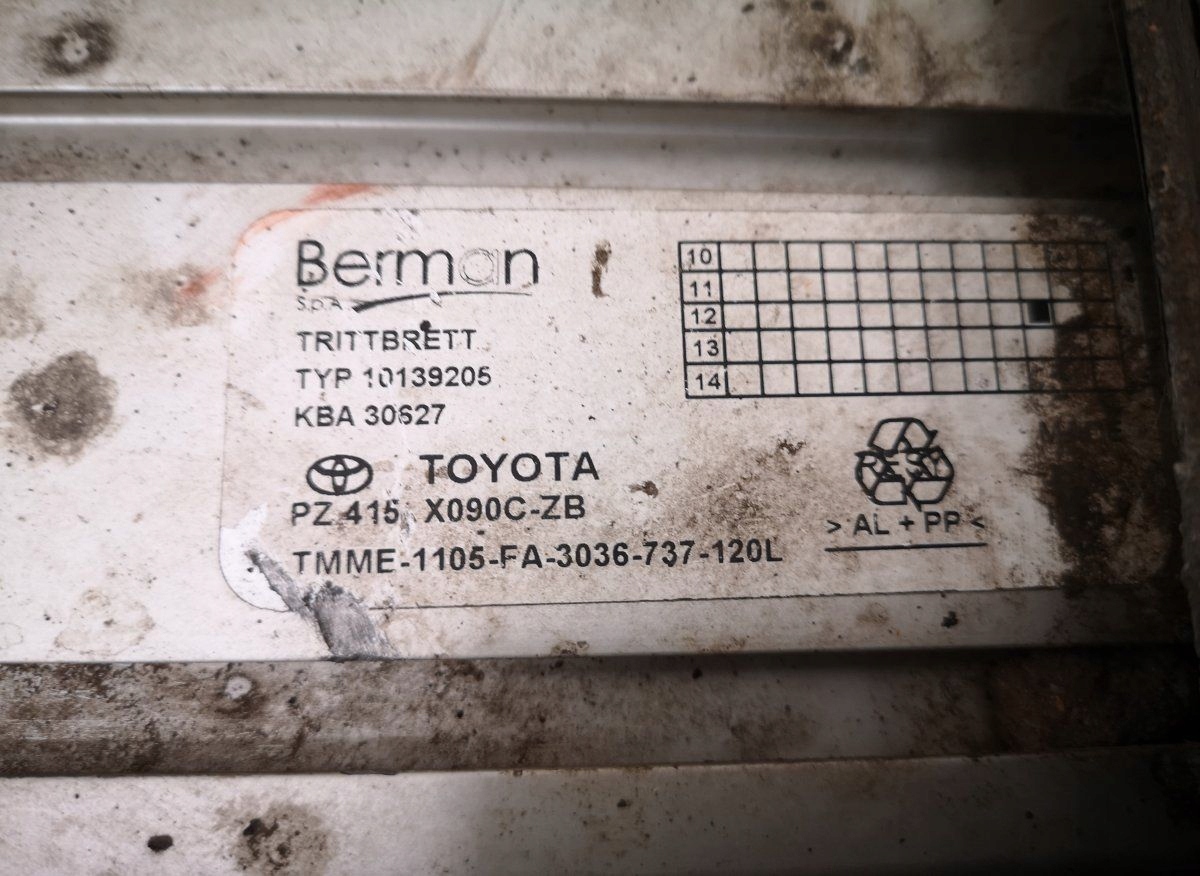 Berman
S.p.A.
TRITTBRETT
TYP 10139205
KBA 30627
TOYOTA
PZ 415 X090C-ZB
TMME-1105-FA-3036-737-120L
10
11
12
13
14
> AL + PP <